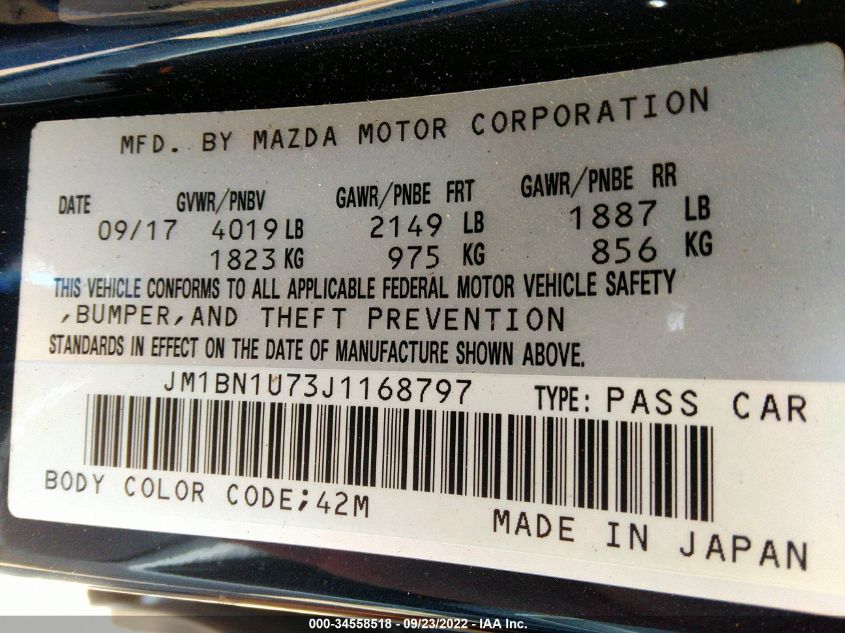 MFD. BY MAZDA MOTOR CORPORATION
DATE GVWR/PNBV GAWR/PNBE FRT GAWR/PNBE RR
09/17 4019 LB 2149 LB 1887 LB
1823 KG 975 KG 856 KG
THIS VEHICLE CONFORMS TO ALL APPLICABLE FEDERAL MOTOR VEHICLE SAFETY
,BUMPER,AND THEFT PREVENTION
STANDARDS IN EFFECT ON THE DATE OF MANUFACTURE SHOWN ABOVE.
JM1BN1U73J1168797 TYPE: PASS CAR
BODY COLOR CODE;42M
MADE IN JAPAN
000-34558518 - 09/23/2022 - IAA Inc.